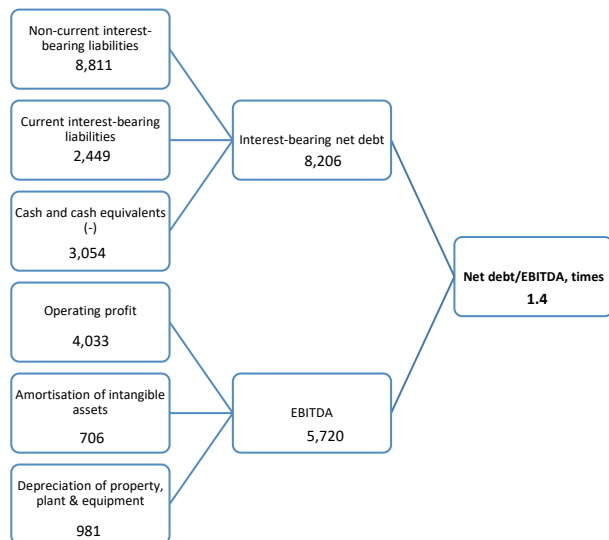 Non-current interest-
bearing liabilities
8,811
Current interest-bearing
liabilities
2,449
Cash and cash equivalents
(-)
3,054
Interest-bearing net debt
8,206
Operating profit
4,033
Amortisation of intangible
assets
706
Depreciation of property,
plant & equipment
981
EBITDA
5,720
Net debt/EBITDA, times
1.4